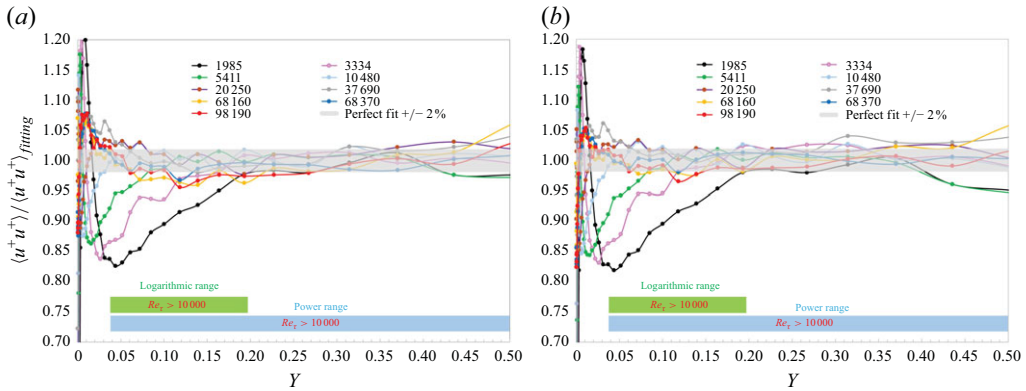 (a)
1.20
1.15
1.10
1.05
1.00
0.95
0.90
0.85
0.80
0.75
0.70
⟨u⁺u⁺⟩/⟨u⁺u⁺⟩fitting
1985 3334
5411 10 480
20 250 37 690
68 160 68 370
98 190 Perfect fit +/− 2 %
Logarithmic range
Reτ > 10 000
Power range
Reτ > 10 000
0 0.05 0.10 0.15 0.20 0.25 0.30 0.35 0.40 0.45 0.50
Y
(b)
1.20
1.15
1.10
1.05
1.00
0.95
0.90
0.85
0.80
0.75
0.70
1985 3334
5411 10 480
20 250 37 690
68 160 68 370
98 190 Perfect fit +/− 2 %
Logarithmic range
Reτ > 10 000
Power range
Reτ > 10 000
0 0.05 0.10 0.15 0.20 0.25 0.30 0.35 0.40 0.45 0.50
Y